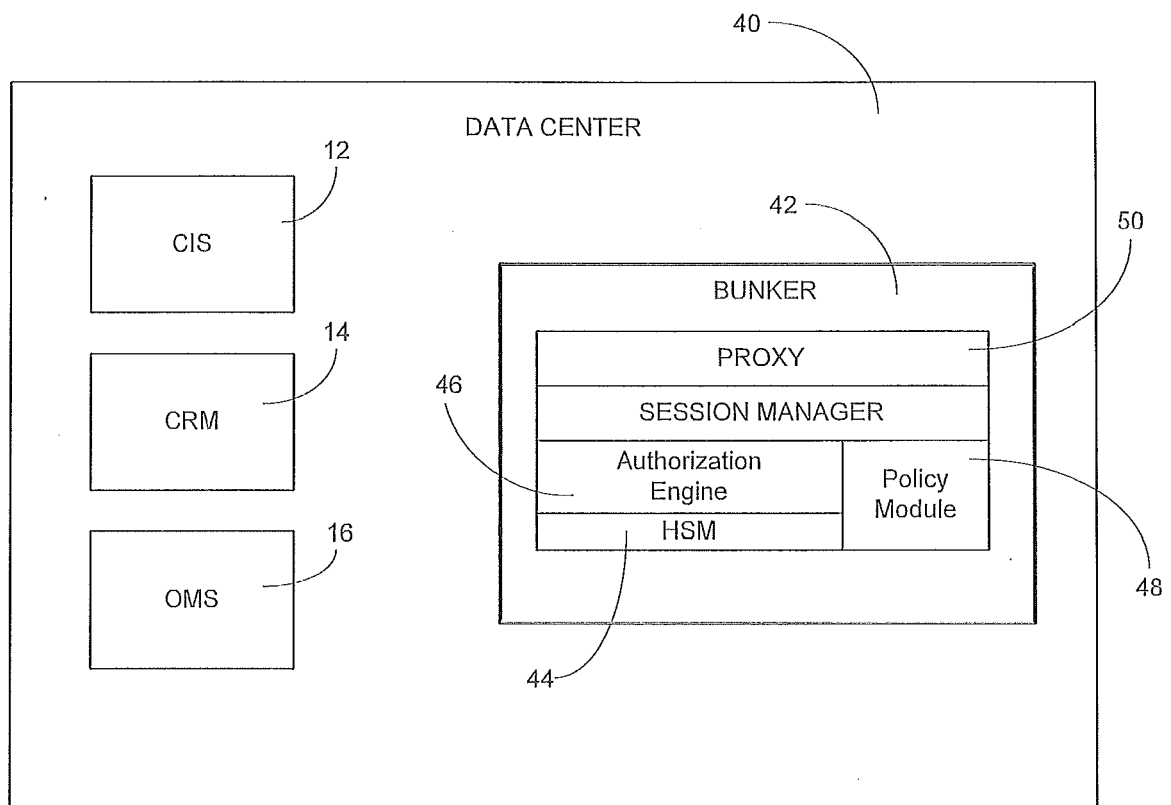 40
DATA CENTER
12
CIS
42
50
BUNKER
14
PROXY
46
SESSION MANAGER
CRM
Authorization
Engine
Policy
Module
HSM
16
48
OMS
44